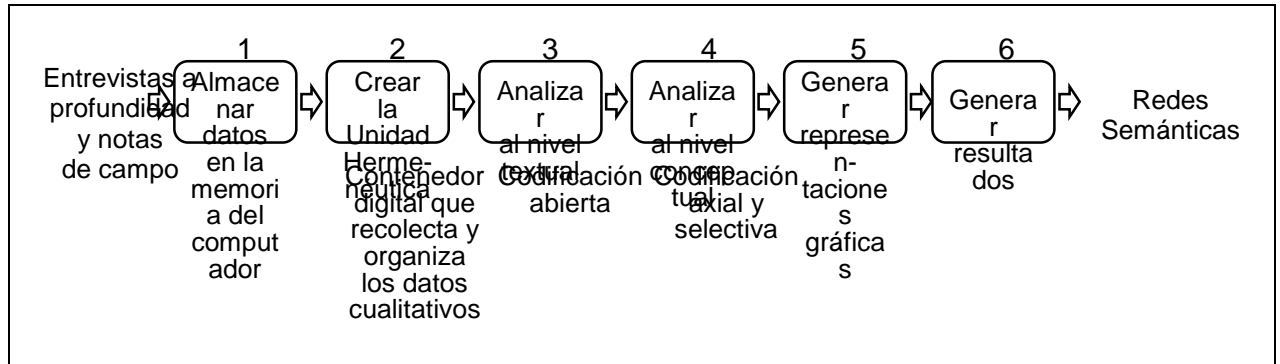 1
2
3
4
5
6
Entrevistas a
profundidad
y notas
de campo
Almace
nar
datos
en la
memori
a del
comput
ador
Crear
la
Unidad
Herme-
néutica
Contenedor
digital que
recolecta y
organiza
los datos
cualitativos
Analiza
r
al nivel
textual
Codificación
abierta
Analiza
r
al nivel
concep-
tual
Codificación
axial y
selectiva
Genera
r
represe
n-
tacione
s
gráfica
s
Genera
r
resulta
dos
Redes
Semánticas